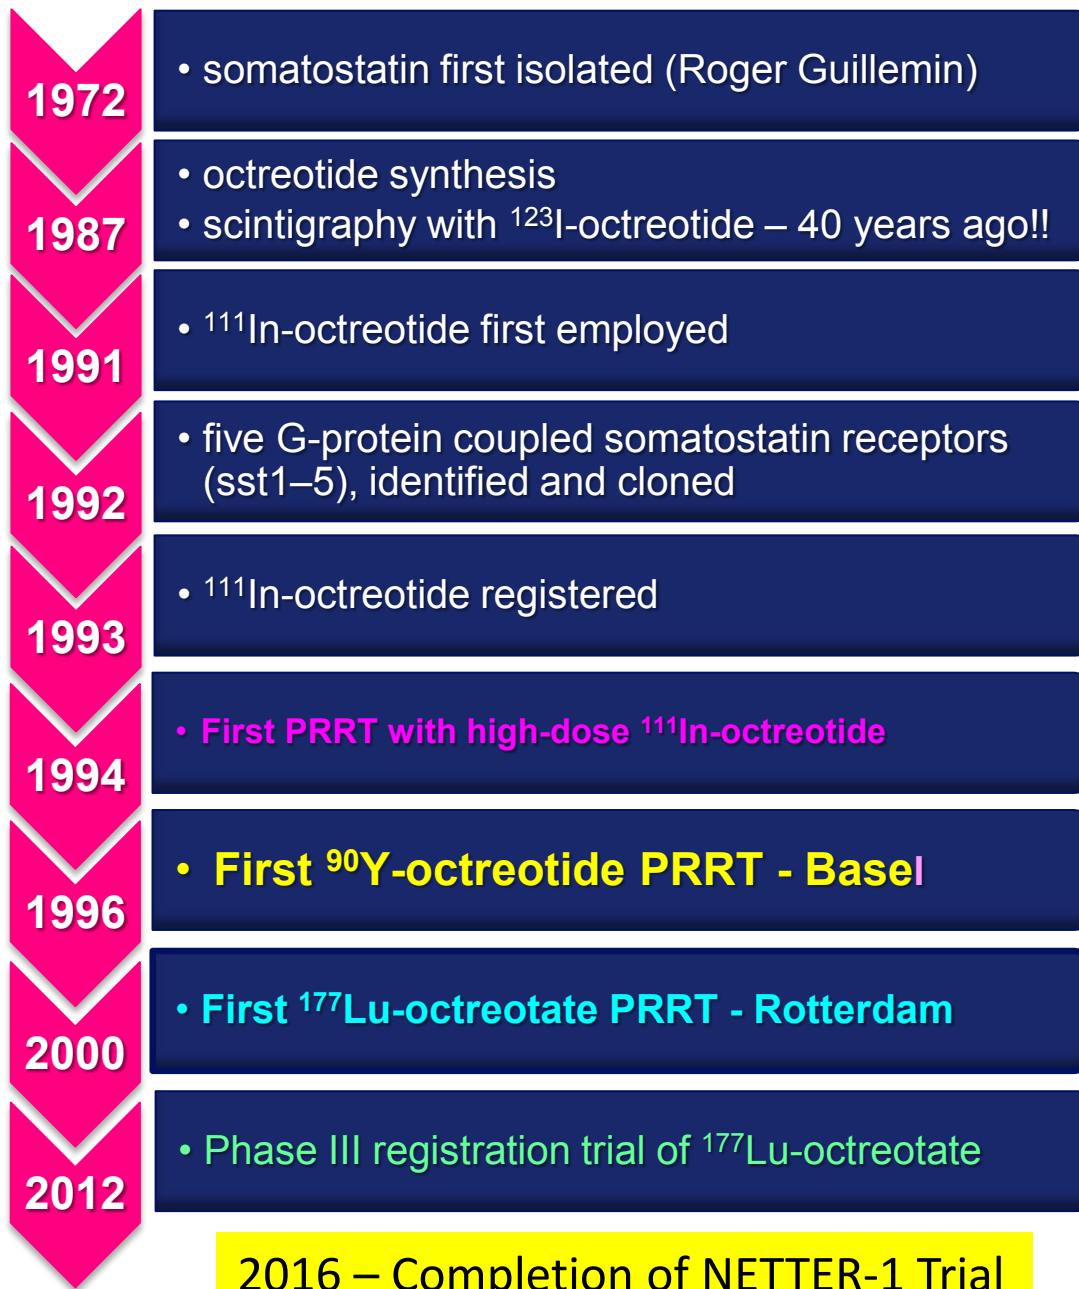 1972
• somatostatin first isolated (Roger Guillemin)
1987
• octreotide synthesis
• scintigraphy with ¹²³I-octreotide – 40 years ago!!
1991
• ¹¹¹In-octreotide first employed
1992
• five G-protein coupled somatostatin receptors
(sst1–5), identified and cloned
1993
• ¹¹¹In-octreotide registered
1994
• First PRRT with high-dose ¹¹¹In-octreotide
1996
• First ⁹⁰Y-octreotide PRRT - Basel
2000
• First ¹⁷⁷Lu-octreotate PRRT - Rotterdam
2012
• Phase III registration trial of ¹⁷⁷Lu-octreotate
2016 – Completion of NETTER-1 Trial